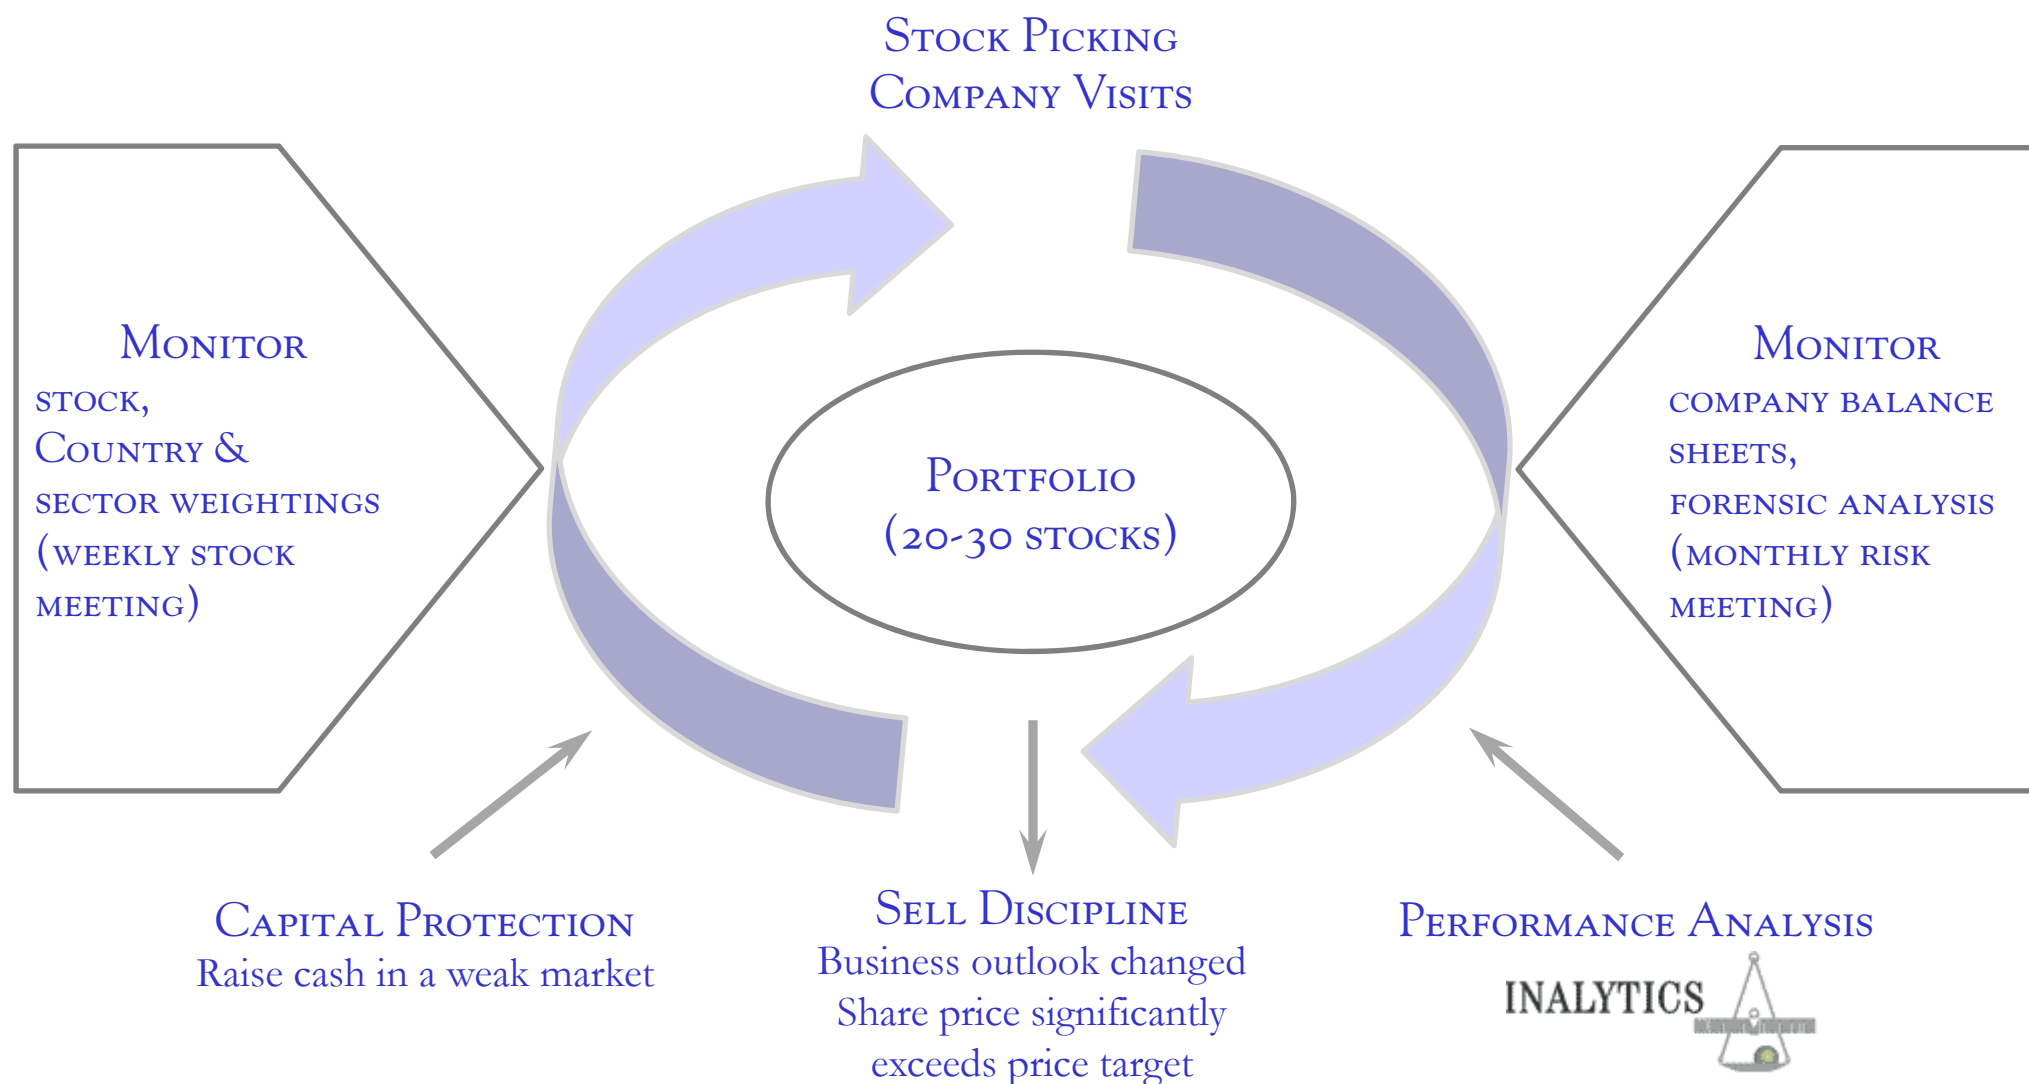 Stock Picking
Company Visits
Monitor
stock,
Country &
sector weightings
(weekly stock
meeting)
Portfolio
(20-30 stocks)
Monitor
company balance
sheets,
forensic analysis
(monthly risk
meeting)
Capital Protection
Raise cash in a weak market
Sell Discipline
Business outlook changed
Share price significantly
exceeds price target
Performance Analysis
INALYTICS